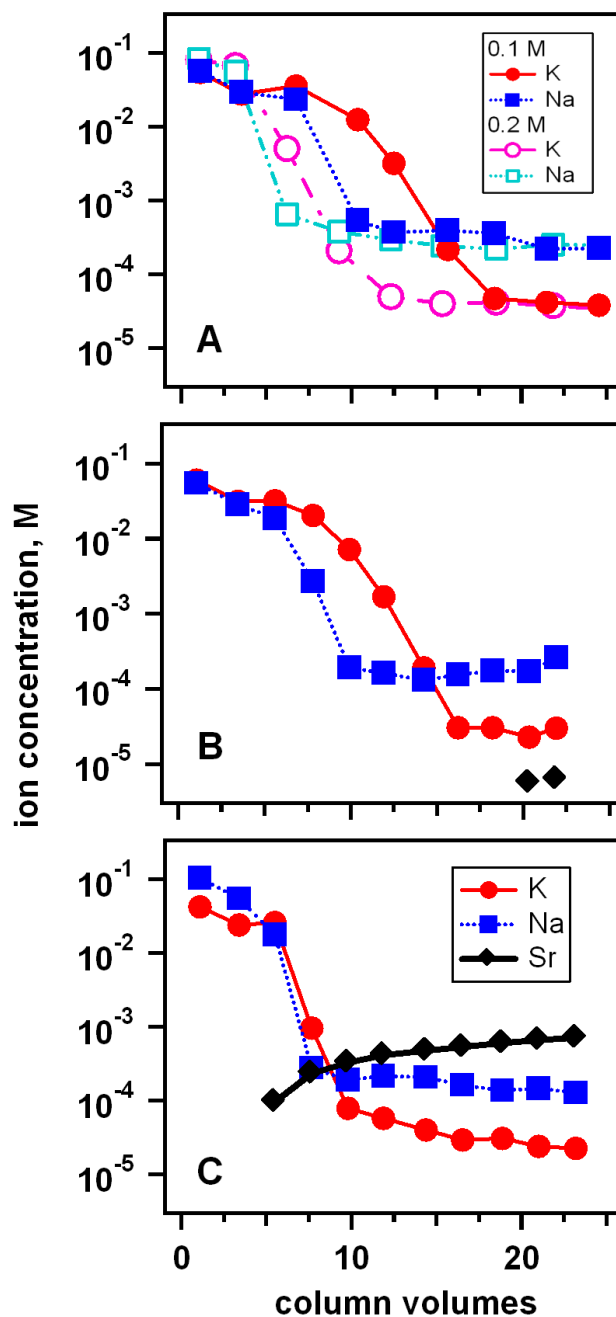 10⁻¹
10⁻²
10⁻³
10⁻⁴
10⁻⁵
0.1 M
K
Na
0.2 M
K
Na
A
ion concentration, M
10⁻¹
10⁻²
10⁻³
10⁻⁴
10⁻⁵
B
10⁻¹
10⁻²
10⁻³
10⁻⁴
10⁻⁵
K
Na
Sr
C
0 10 20
column volumes